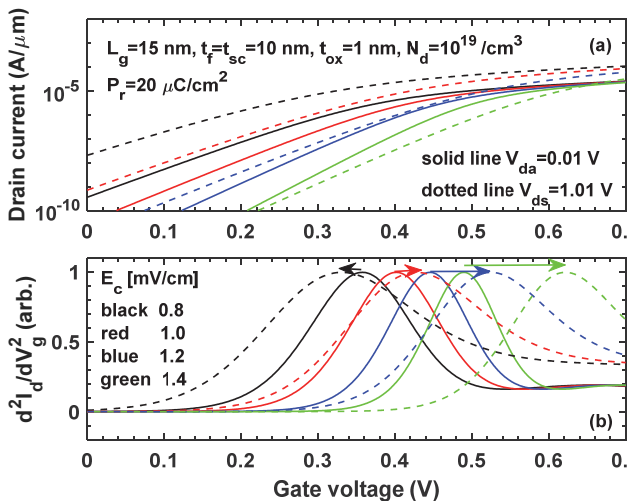 Drain current (A/μm)
10^-5
10^-10
L_g=15 nm, t_f=t_sc=10 nm, t_ox=1 nm, N_d=10^19/cm^3
(a)
P_r=20 μC/cm^2
solid line V_da=0.01 V
dotted line V_ds=1.01 V
0 0.1 0.2 0.3 0.4 0.5 0.6 0.
d^2I_d/dV_g^2 (arb.)
1
0.5
0
E_c [mV/cm]
black 0.8
red 1.0
blue 1.2
green 1.4
(b)
0 0.1 0.2 0.3 0.4 0.5 0.6 0.
Gate voltage (V)